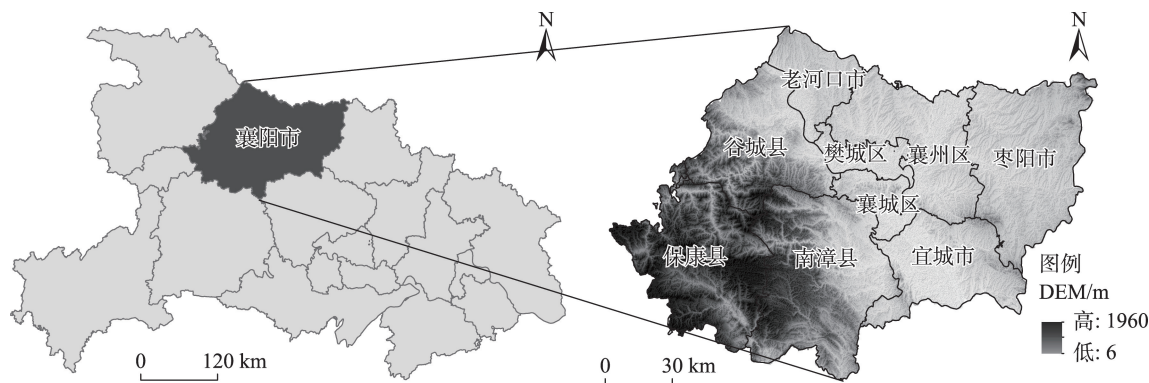 N
襄阳市
0 120 km
N
老河口市
谷城县
樊城区
襄州区
枣阳市
襄城区
保康县
南漳县
宜城市
图例
DEM/m
高: 1960
低: 6
0 30 km